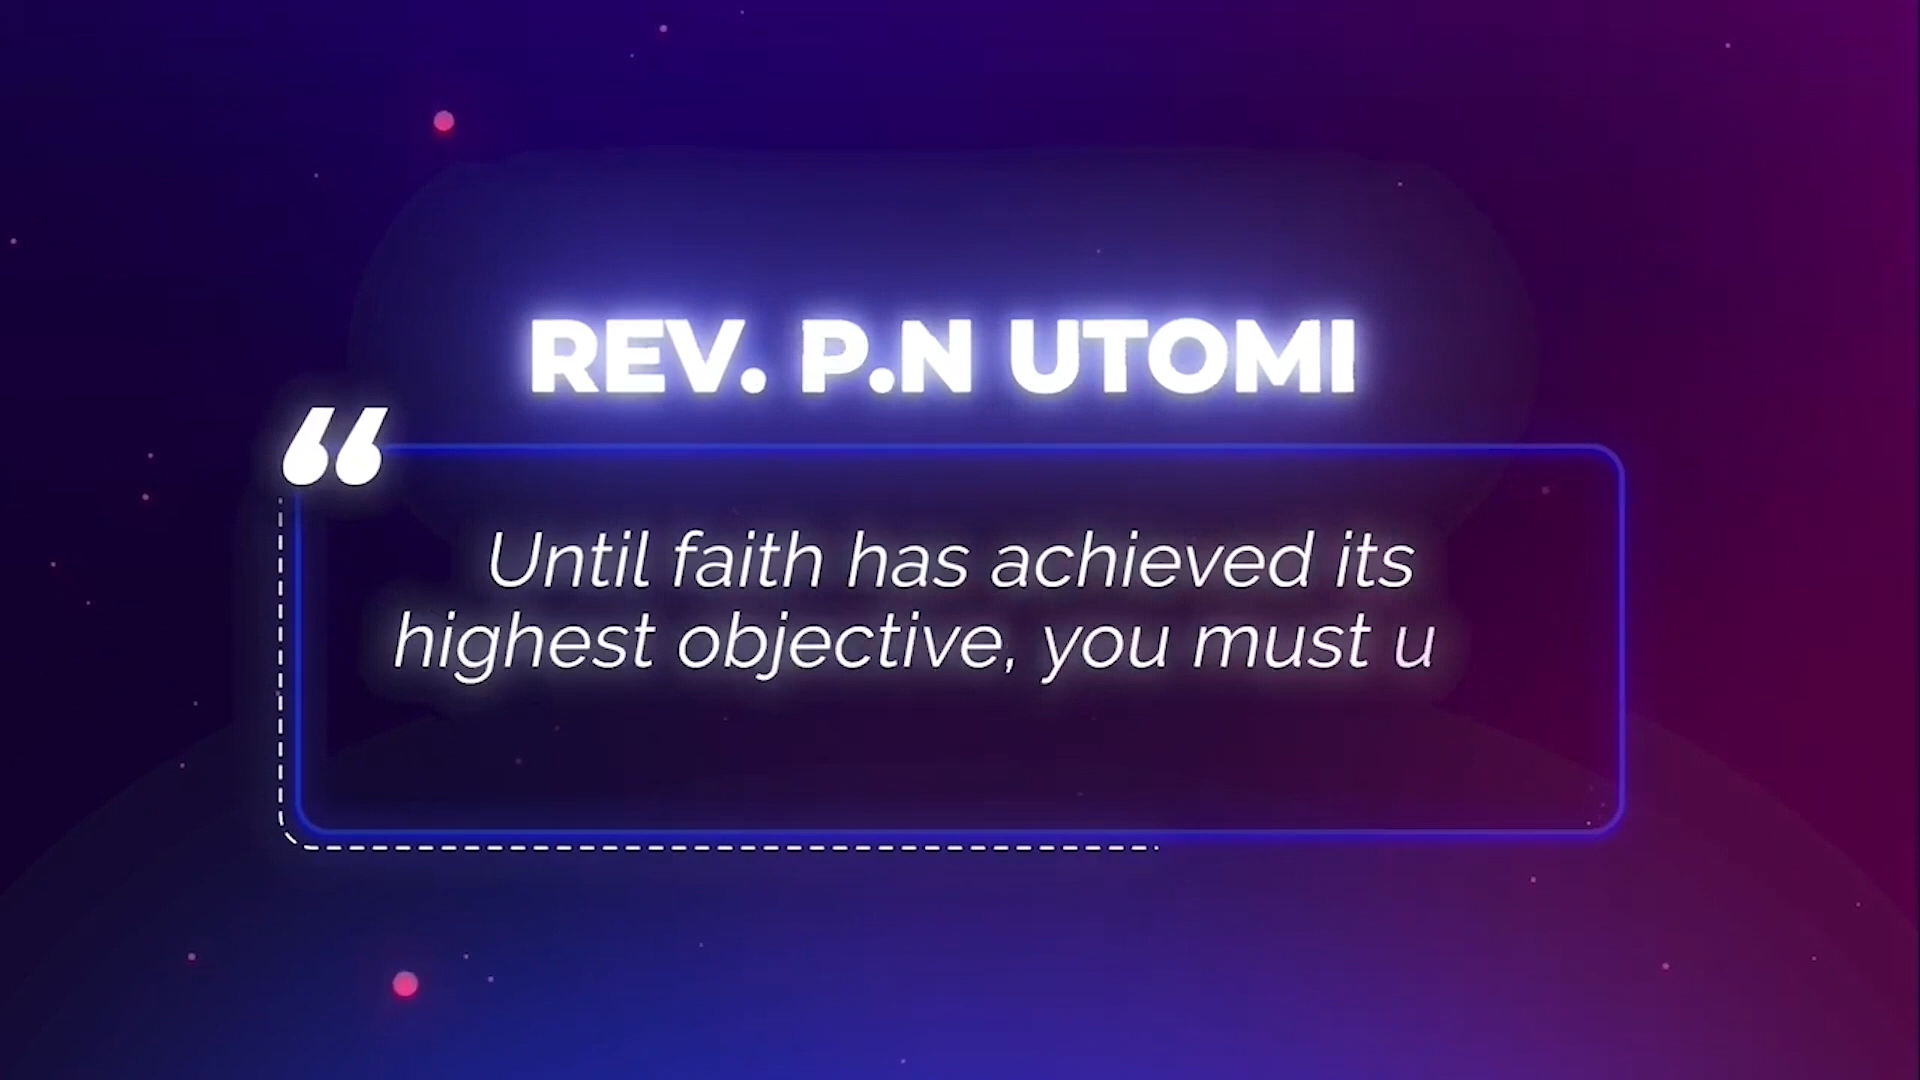 REV. P.N UTOMI
“
Until faith has achieved its
highest objective, you must u